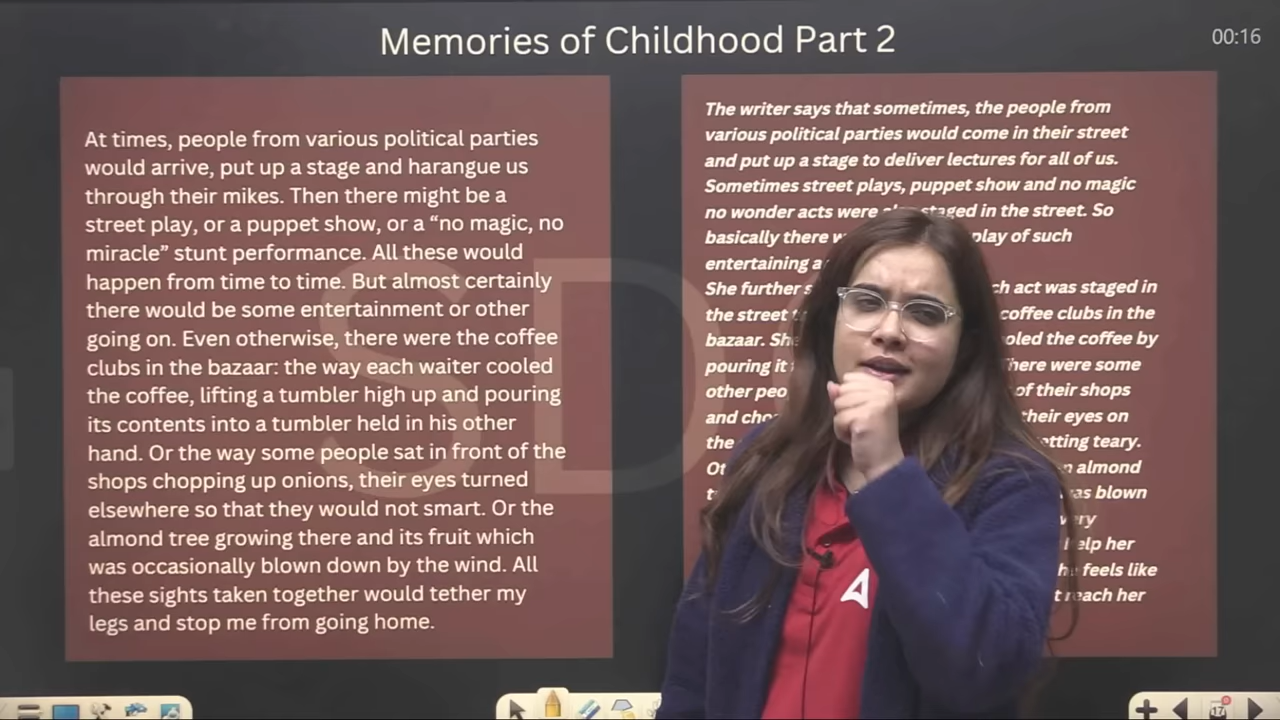 Memories of Childhood Part 2
00:16
At times, people from various political parties
would arrive, put up a stage and harangue us
through their mikes. Then there might be a
street play, or a puppet show, or a “no magic, no
miracle” stunt performance. All these would
happen from time to time. But almost certainly
there would be some entertainment or other
going on. Even otherwise, there were the coffee
clubs in the bazaar: the way each waiter cooled
the coffee, lifting a tumbler high up and pouring
its contents into a tumbler held in his other
hand. Or the way some people sat in front of the
shops chopping up onions, their eyes turned
elsewhere so that they would not smart. Or the
almond tree growing there and its fruit which
was occasionally blown down by the wind. All
these sights taken together would tether my
legs and stop me from going home.
The writer says that sometimes, the people from
various political parties would come in their street
and put up a stage to deliver lectures for all of us.
Sometimes street plays, puppet show and no magic
no wonder acts were staged in the street. So
basically there play of such
entertaining
She further act was staged in
the street coffee clubs in the
bazaar. the coffee by
pouring it There were some
other of their shops
and their eyes on
the teary.
almond
was blown
very
help her
feels like
reach her
SD
17